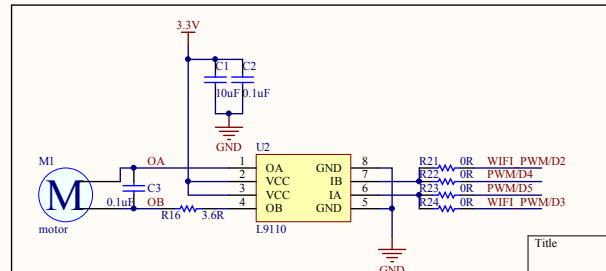 3.3V
C1 C2
10uF 0.1uF
GND
U2
M1 OA 1 OA GND 8 R21 0R WIFI_PWM/D2
2 VCC IB 7 R22 0R PWM/D4
M C3 3 VCC IA 6 R23 0R PWM/D5
0.1uF OB 4 OB GND 5 R24 0R WIFI_PWM/D3
R16 3.6R
motor L9110
Title
GND